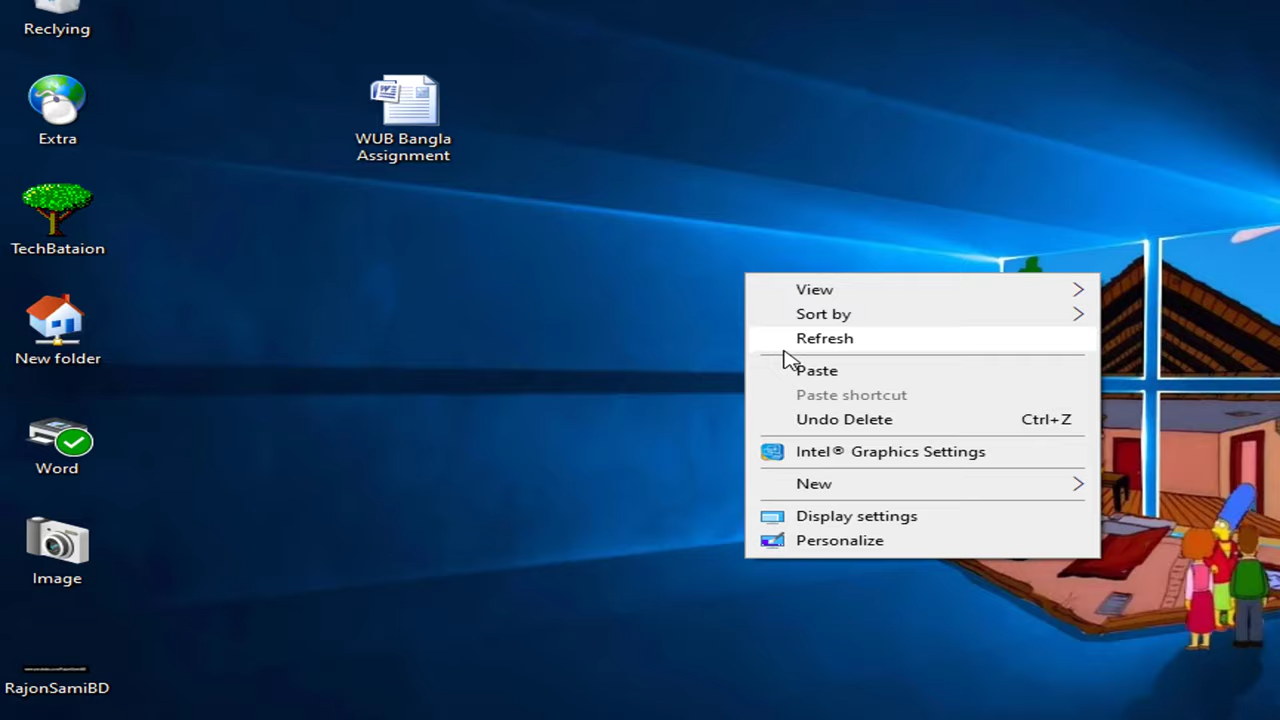 Reclying
Extra
TechBataion
New folder
Word
Image
RajonSamiBD
WUB Bangla
Assignment
View
Sort by
Refresh
Paste
Paste shortcut
Undo Delete Ctrl+Z
Intel® Graphics Settings
New
Display settings
Personalize